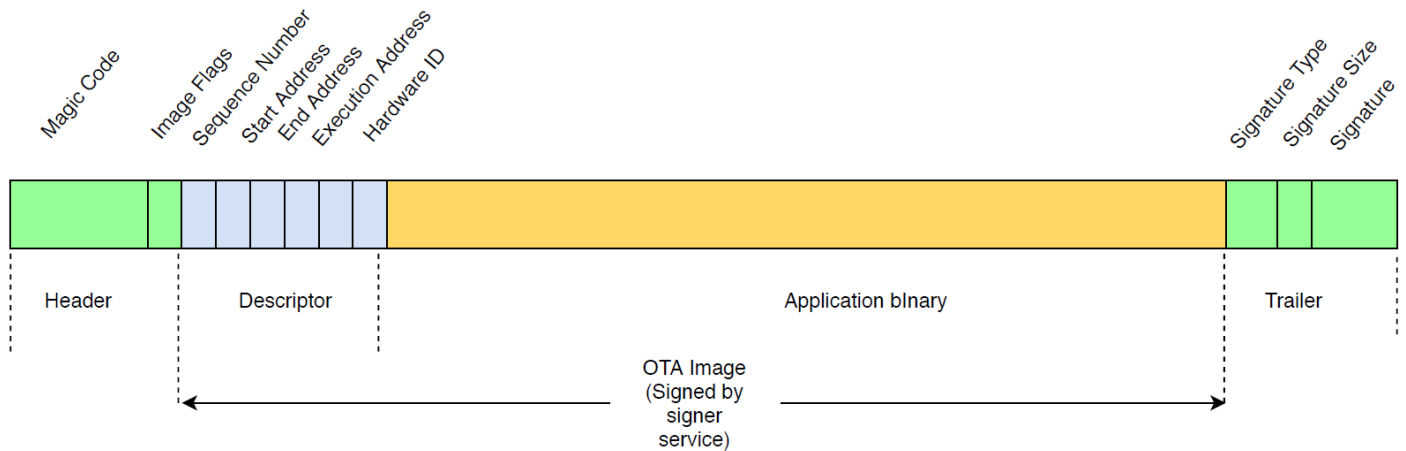 Magic Code
Image Flags
Sequence Number
Start Address
End Address
Execution Address
Hardware ID
Signature Type
Signature Size
Signature
Header
Descriptor
Application bInary
Trailer
OTA Image
(Signed by
signer
service)